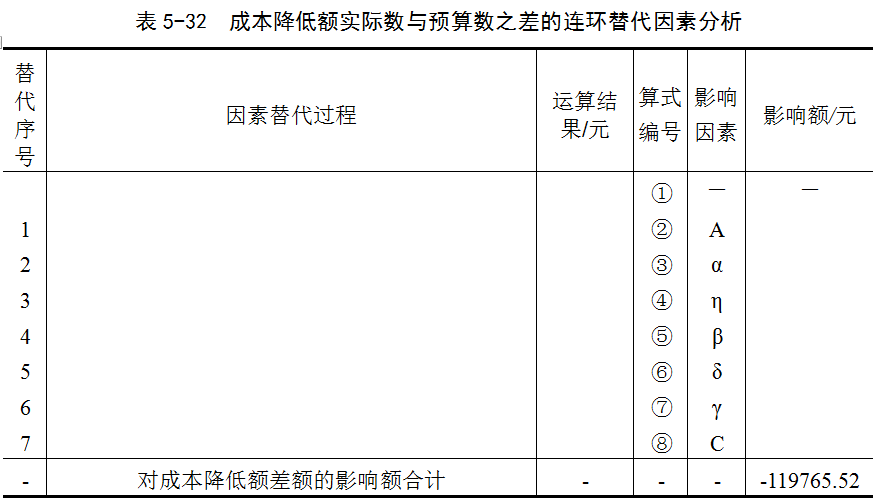 表 5-32 成本降低额实际数与预算数之差的连环替代因素分析
替代序号 因素替代过程 运算结果/元 算式编号 影响因素 影响额/元
① — —
1 ② A
2 ③ α
3 ④ η
4 ⑤ β
5 ⑥ δ
6 ⑦ γ
7 ⑧ C
- 对成本降低额差额的影响额合计 - - - -119765.52